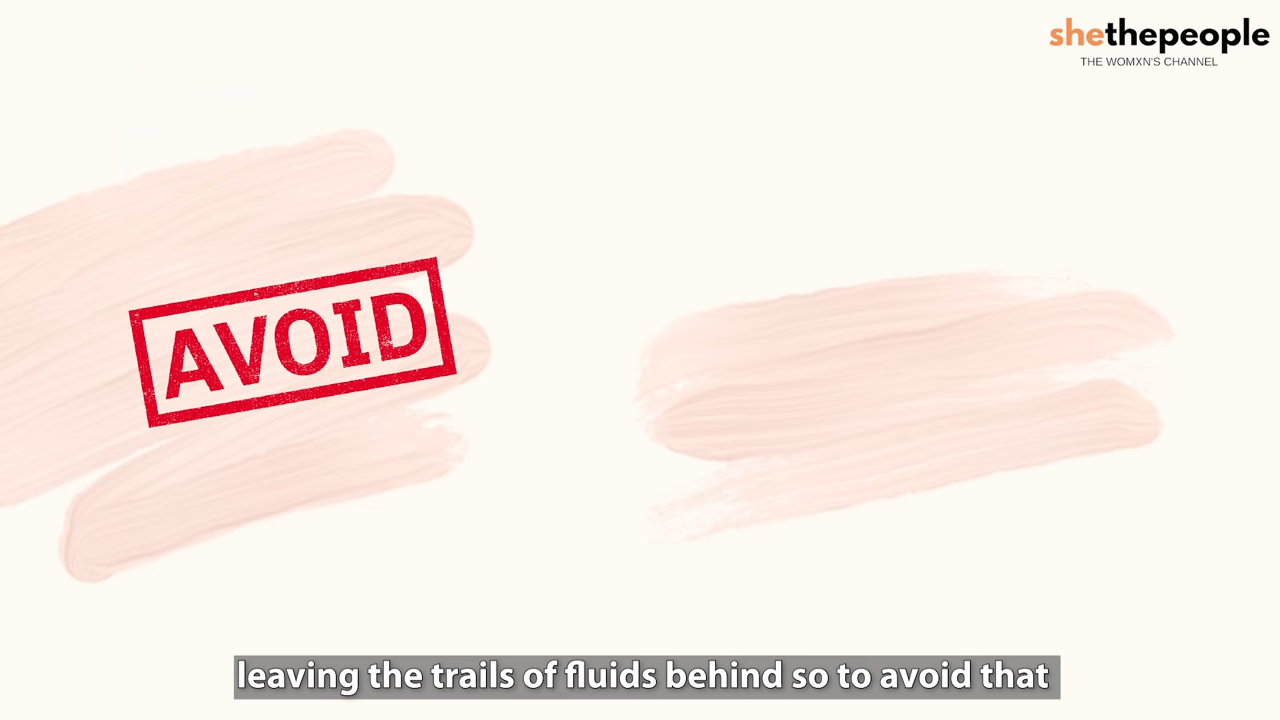 shethepeople
THE WOMXN'S CHANNEL
AVOID
leaving the trails of fluids behind so to avoid that